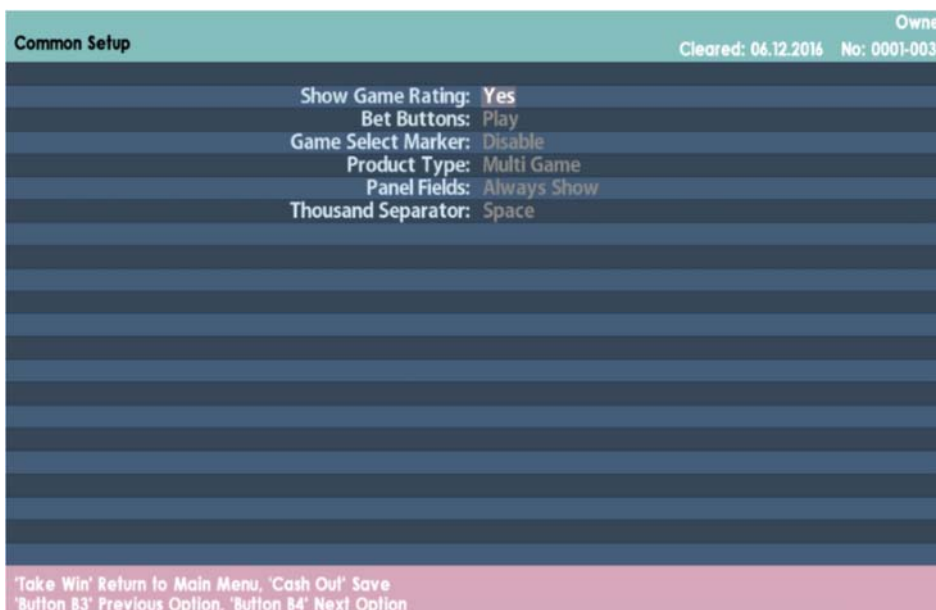 Owne
Common Setup
Cleared: 06.12.2016 No: 0001-003
Show Game Rating: Yes
Bet Buttons: Play
Game Select Marker: Disable
Product Type: Multi Game
Panel Fields: Always Show
Thousand Separator: Space
'Take Win' Return to Main Menu, 'Cash Out' Save
'Button B3' Previous Option, 'Button B4' Next Option